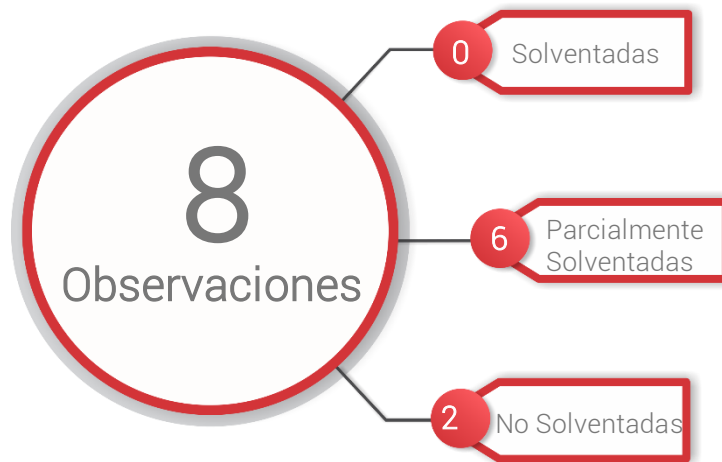 8
Observaciones
0
Solventadas
6
Parcialmente
Solventadas
2
No Solventadas